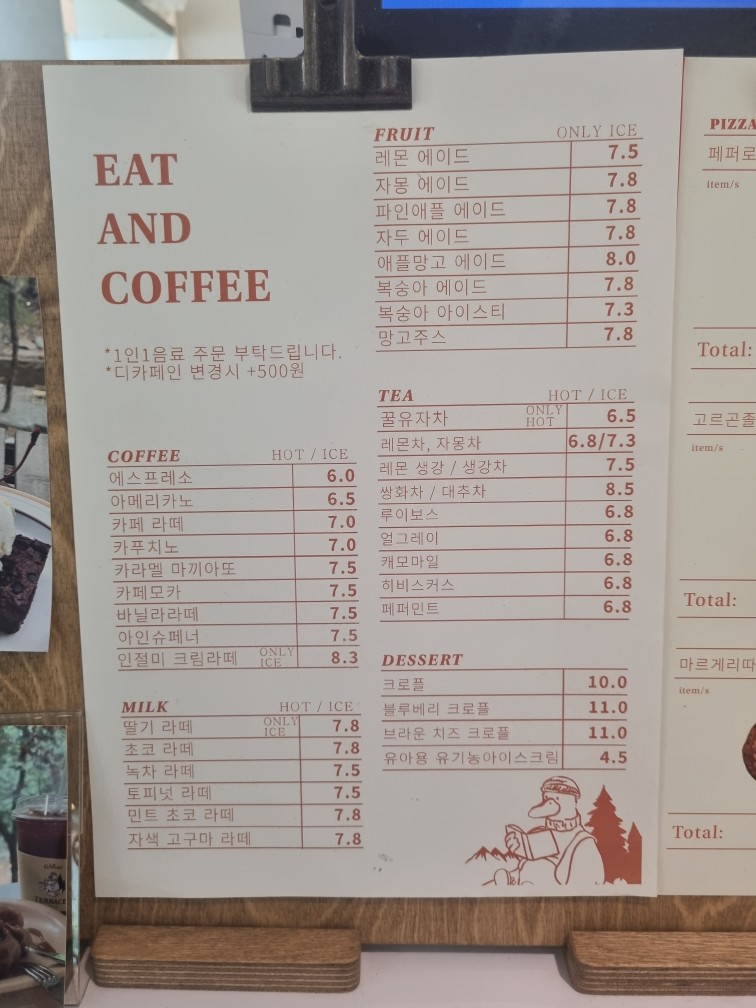 EAT
AND
COFFEE
*1인1음료 주문 부탁드립니다.
*디카페인 변경시 +500원
COFFEE HOT / ICE
에스프레소 6.0
아메리카노 6.5
카페 라떼 7.0
카푸치노 7.0
카라멜 마끼아또 7.5
카페모카 7.5
바닐라라떼 7.5
아인슈페너 7.5
인절미 크림라떼 ONLY ICE 8.3
MILK HOT / ICE
딸기 라떼 ONLY ICE 7.8
초코 라떼 7.8
녹차 라떼 7.5
토피넛 라떼 7.5
민트 초코 라떼 7.8
자색 고구마 라떼 7.8
FRUIT ONLY ICE
레몬 에이드 7.5
자몽 에이드 7.8
파인애플 에이드 7.8
자두 에이드 7.8
애플망고 에이드 8.0
복숭아 에이드 7.8
복숭아 아이스티 7.3
망고주스 7.8
TEA HOT / ICE
꿀유자차 ONLY HOT 6.5
레몬차, 자몽차 6.8/7.3
레몬 생강 / 생강차 7.5
쌍화차 / 대추차 8.5
루이보스 6.8
얼그레이 6.8
캐모마일 6.8
히비스커스 6.8
페퍼민트 6.8
DESSERT
크로플 10.0
블루베리 크로플 11.0
브라운 치즈 크로플 11.0
유아용 유기농아이스크림 4.5
PIZZA
페퍼로
item/s
Total:
고르곤졸
item/s
Total:
마르게리따
item/s
Total: